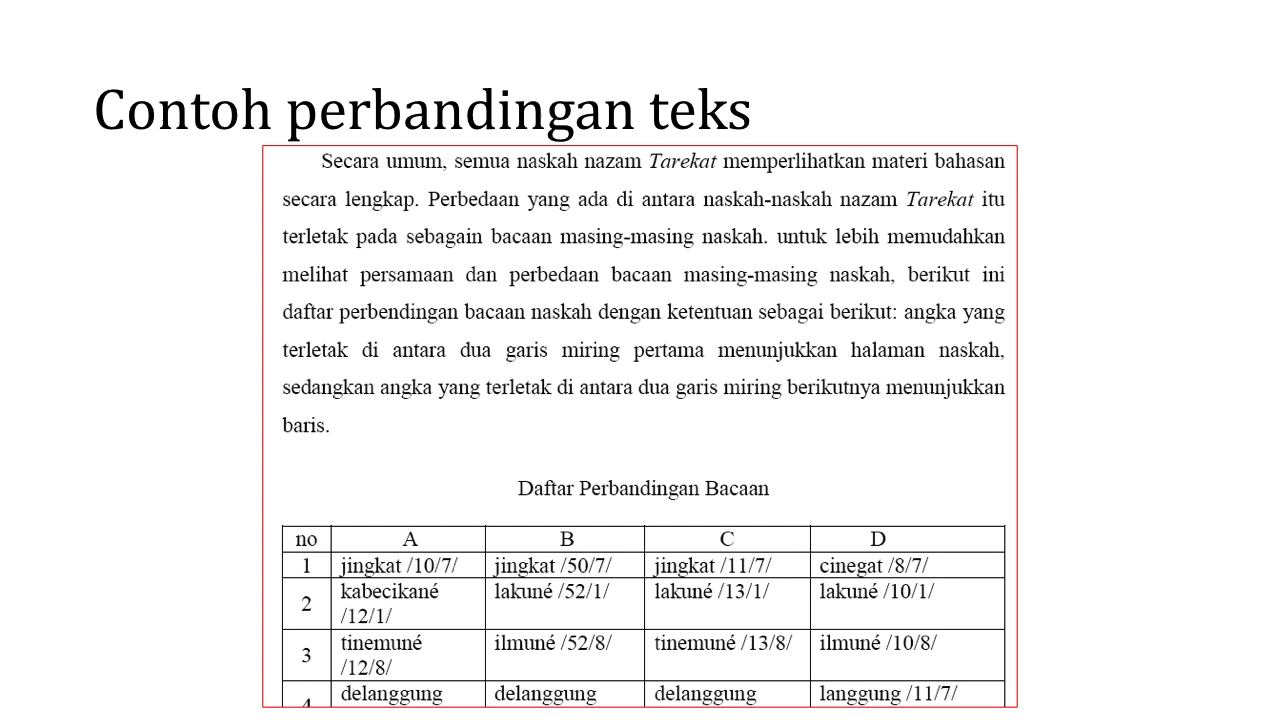 Contoh perbandingan teks
Secara umum, semua naskah nazam Tarekat memperlihatkan materi bahasan
secara lengkap. Perbedaan yang ada di antara naskah-naskah nazam Tarekat itu
terletak pada sebagain bacaan masing-masing naskah. untuk lebih memudahkan
melihat persamaan dan perbedaan bacaan masing-masing naskah, berikut ini
daftar perbendingan bacaan naskah dengan ketentuan sebagai berikut: angka yang
terletak di antara dua garis miring pertama menunjukkan halaman naskah,
sedangkan angka yang terletak di antara dua garis miring berikutnya menunjukkan
baris.
Daftar Perbandingan Bacaan
no A B C D
1 jingkat /10/7/ jingkat /50/7/ jingkat /11/7/ cinegat /8/7/
2 kabecikané /12/1/ lakuné /52/1/ lakuné /13/1/ lakuné /10/1/
3 tinemuné /12/8/ ilmuné /52/8/ tinemuné /13/8/ ilmuné /10/8/
4 delanggung delanggung delanggung langgung /11/7/